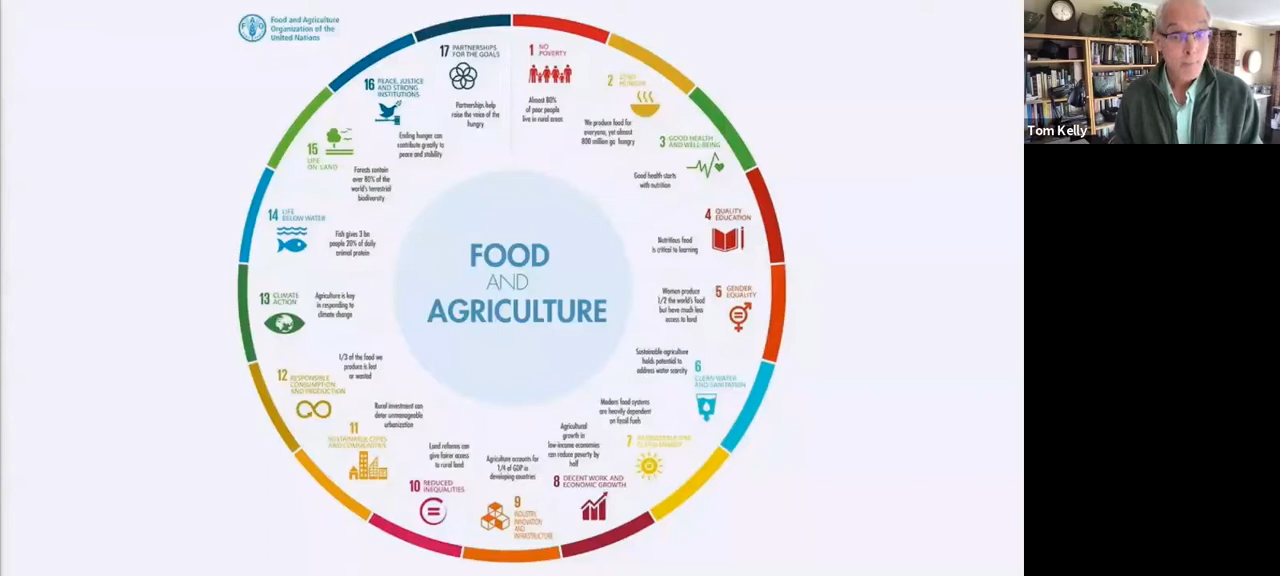 Food and Agriculture
Organization of the
United Nations
1 NO
POVERTY
Almost 80%
of poor people
live in rural areas
2 ZERO
HUNGER
We produce food for
everyone, yet almost
800 million go hungry
3 GOOD HEALTH
AND WELL-BEING
Good health starts
with nutrition
4 QUALITY
EDUCATION
Nutritious food
is critical to learning
5 GENDER
EQUALITY
Women produce
1/2 the world's food
but have much less
access to land
6
CLEAN WATER
AND SANITATION
Sustainable agriculture
holds potential to
address water scarcity
7 AFFORDABLE AND
CLEAN ENERGY
Modern food systems
are heavily dependent
on fossil fuels
8 DECENT WORK AND
ECONOMIC GROWTH
Agricultural
growth in
low-income economies
can reduce poverty by
half
9
INDUSTRY,
INNOVATION
AND
INFRASTRUCTURE
Agriculture accounts for
1/4 of GDP in
developing countries
10 REDUCED
INEQUALITIES
Land reforms can
give fairer access
to rural land
11
SUSTAINABLE CITIES
AND COMMUNITIES
Rural investment can
deter unmanageable
urbanization
12 RESPONSIBLE
CONSUMPTION
AND PRODUCTION
1/3 of the food we
produce is lost
or wasted
13 CLIMATE
ACTION
Agriculture is key
in responding to
climate change
14 LIFE
BELOW WATER
Fish gives 3 bn
people 20% of daily
animal protein
15
LIFE
ON LAND
Forests contain
over 80% of the
world's terrestrial
biodiversity
16 PEACE, JUSTICE
AND STRONG
INSTITUTIONS
Ending hunger can
contribute greatly to
peace and stability
17 PARTNERSHIPS
FOR THE GOALS
Partnerships help
raise the voice of the
hungry
FOOD
AND
AGRICULTURE
Tom Kelly